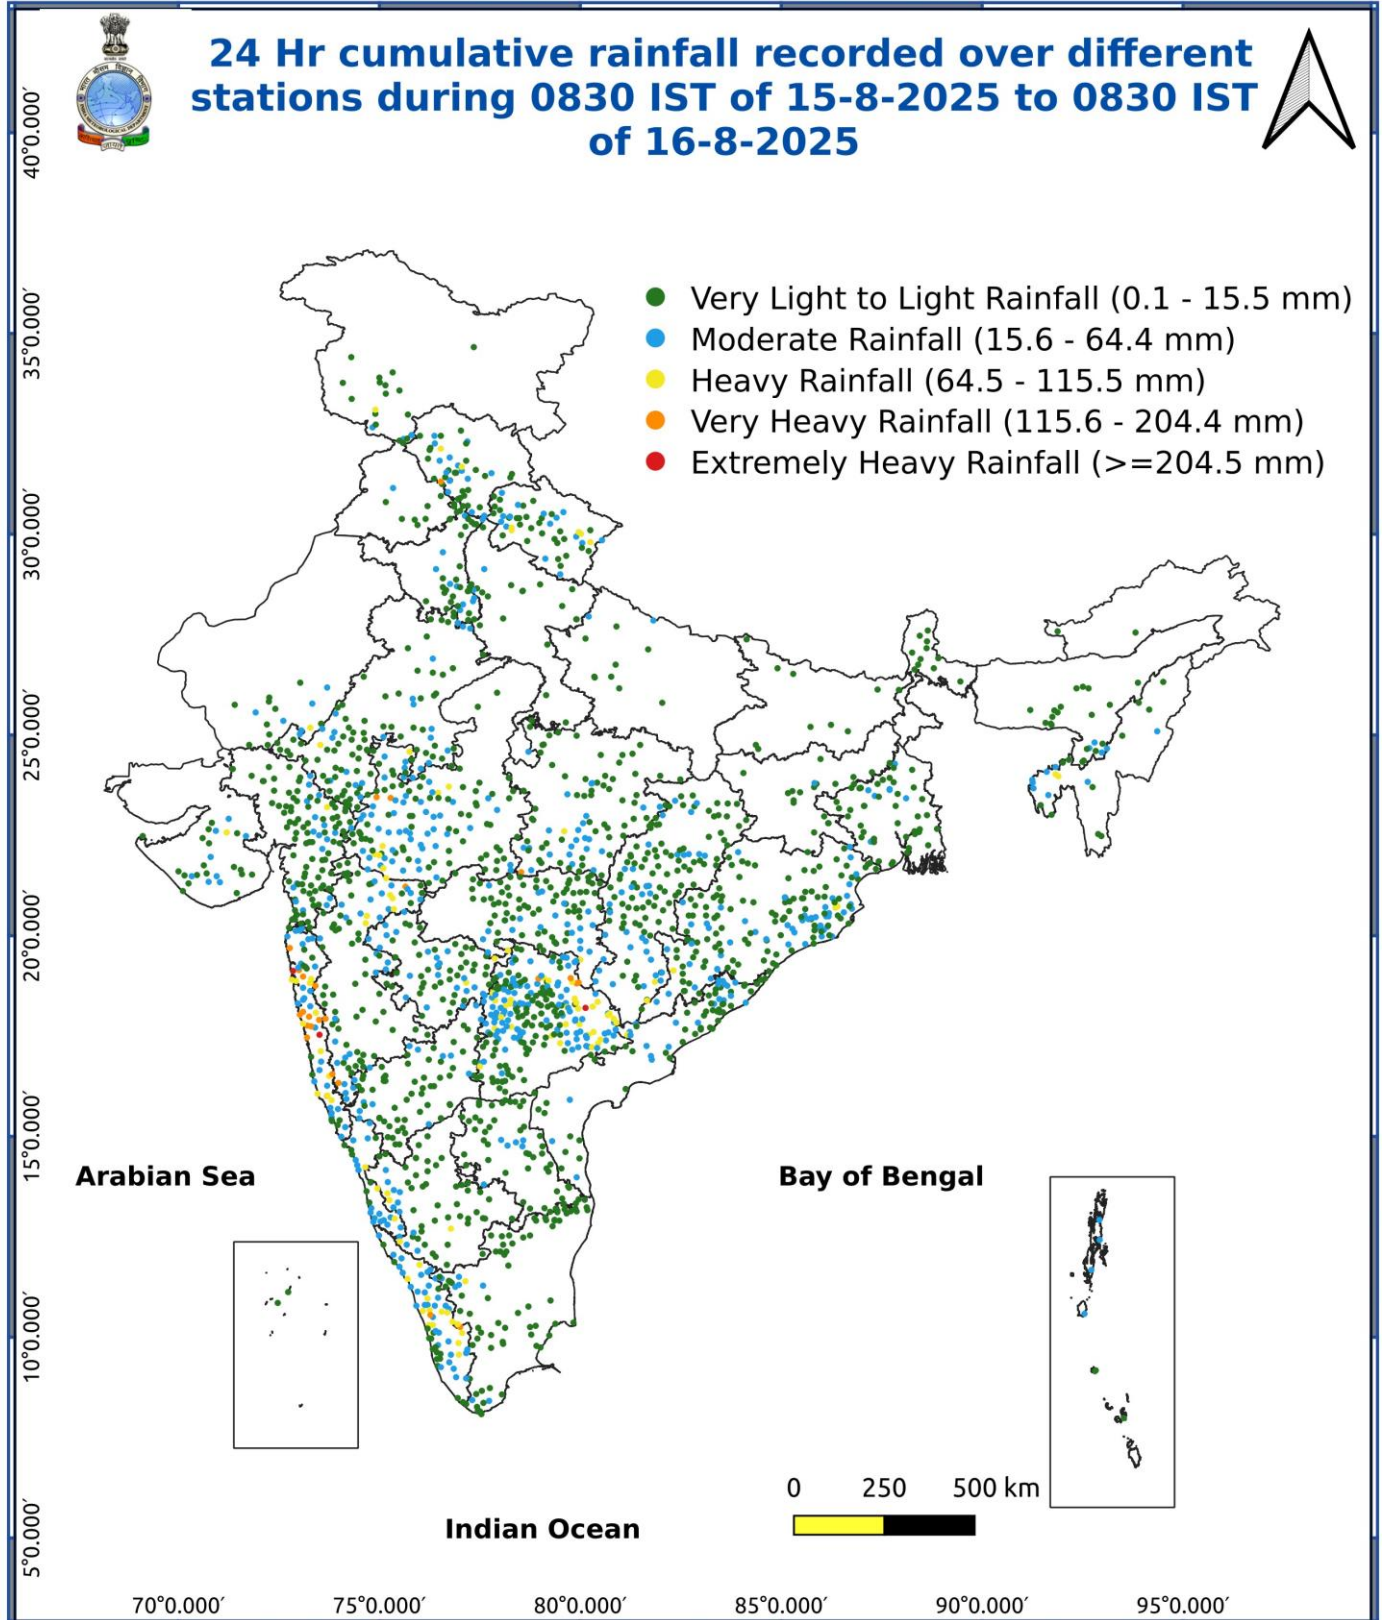 24 Hr cumulative rainfall recorded over different
stations during 0830 IST of 15-8-2025 to 0830 IST
of 16-8-2025
Very Light to Light Rainfall (0.1 - 15.5 mm)
Moderate Rainfall (15.6 - 64.4 mm)
Heavy Rainfall (64.5 - 115.5 mm)
Very Heavy Rainfall (115.6 - 204.4 mm)
Extremely Heavy Rainfall (>=204.5 mm)
40°0.000′
35°0.000′
30°0.000′
25°0.000′
20°0.000′
15°0.000′
10°0.000′
5°0.000′
Arabian Sea
Bay of Bengal
Indian Ocean
0 250 500 km
70°0.000′ 75°0.000′ 80°0.000′ 85°0.000′ 90°0.000′ 95°0.000′